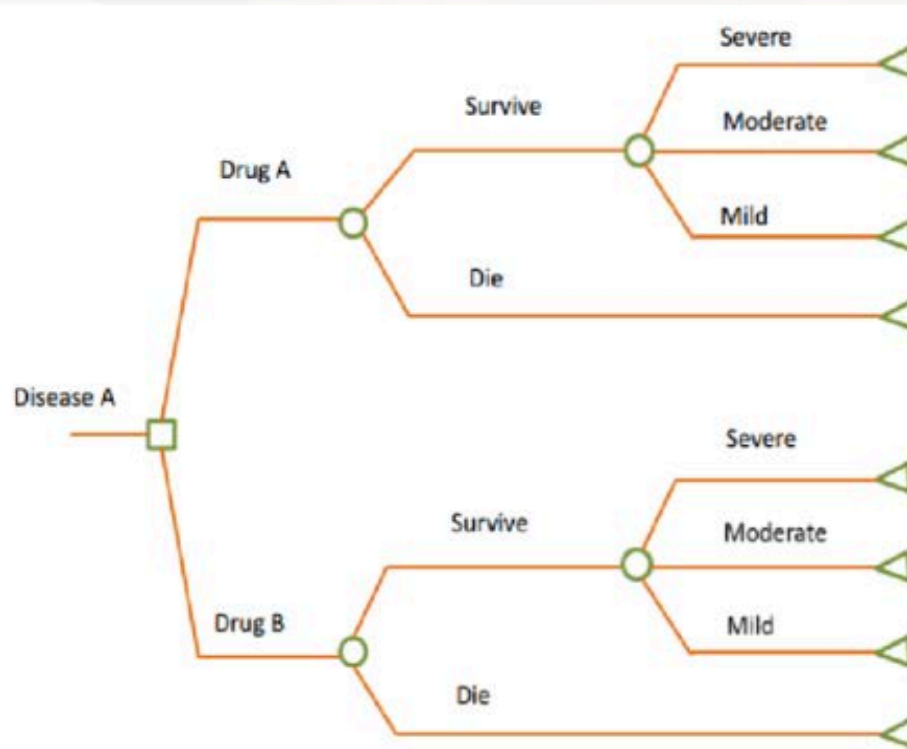 Severe
Survive
Moderate
Drug A
Mild
Die
Disease A
Severe
Survive
Moderate
Drug B
Mild
Die